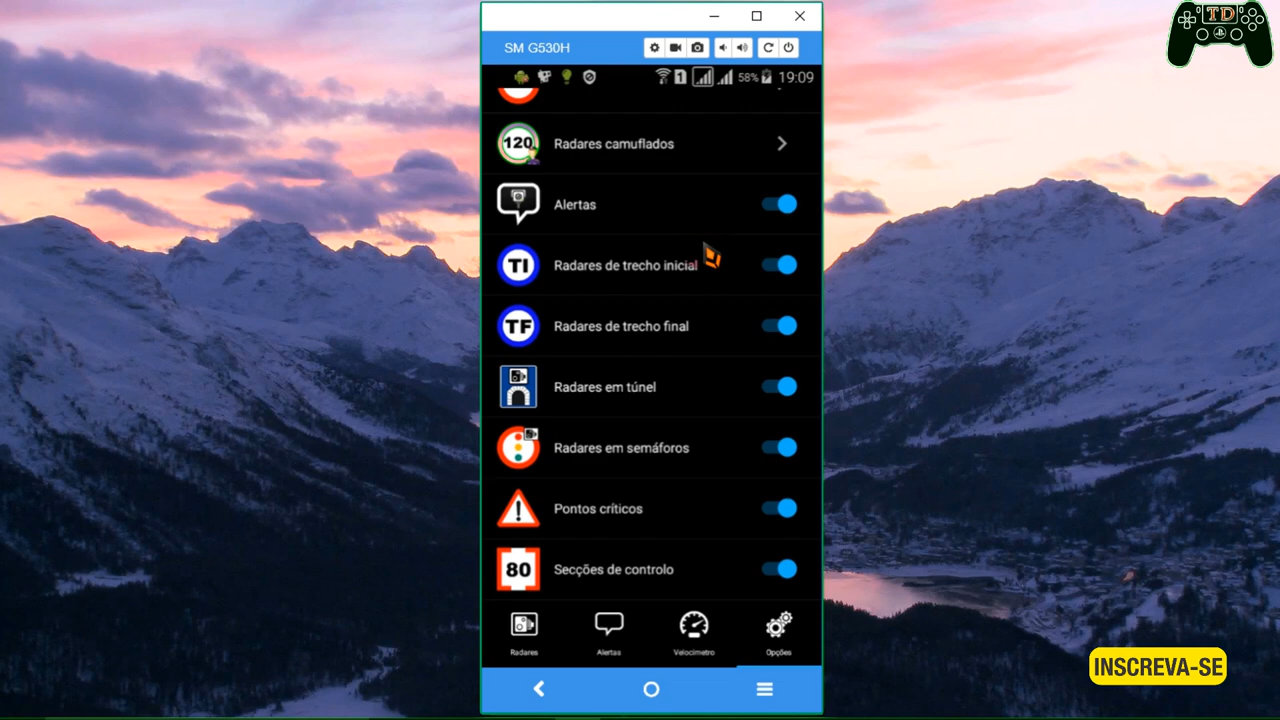 TD
SM G530H
1
58%
19:09
120
Radares camuflados
Alertas
TI
Radares de trecho inicial
TF
Radares de trecho final
Radares em túnel
Radares em semáforos
!
Pontos críticos
80
Secções de controlo
Radares
Alertas
Velocímetro
Opções
INSCREVA-SE